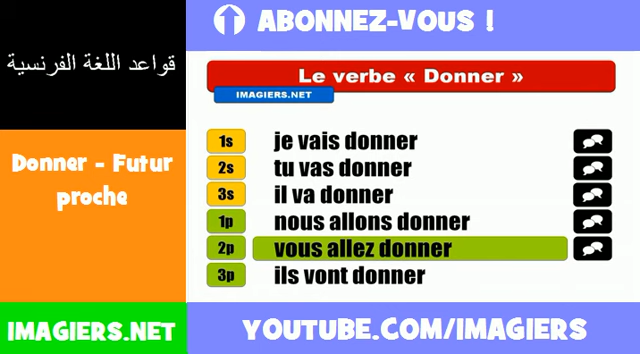 ABONNEZ-VOUS !
قواعد اللغة الفرنسية
Donner - Futur
proche
IMAGIERS.NET
Le verbe « Donner »
IMAGIERS.NET
1s je vais donner
2s tu vas donner
3s il va donner
1p nous allons donner
2p vous allez donner
3p ils vont donner
YOUTUBE.COM/IMAGIERS